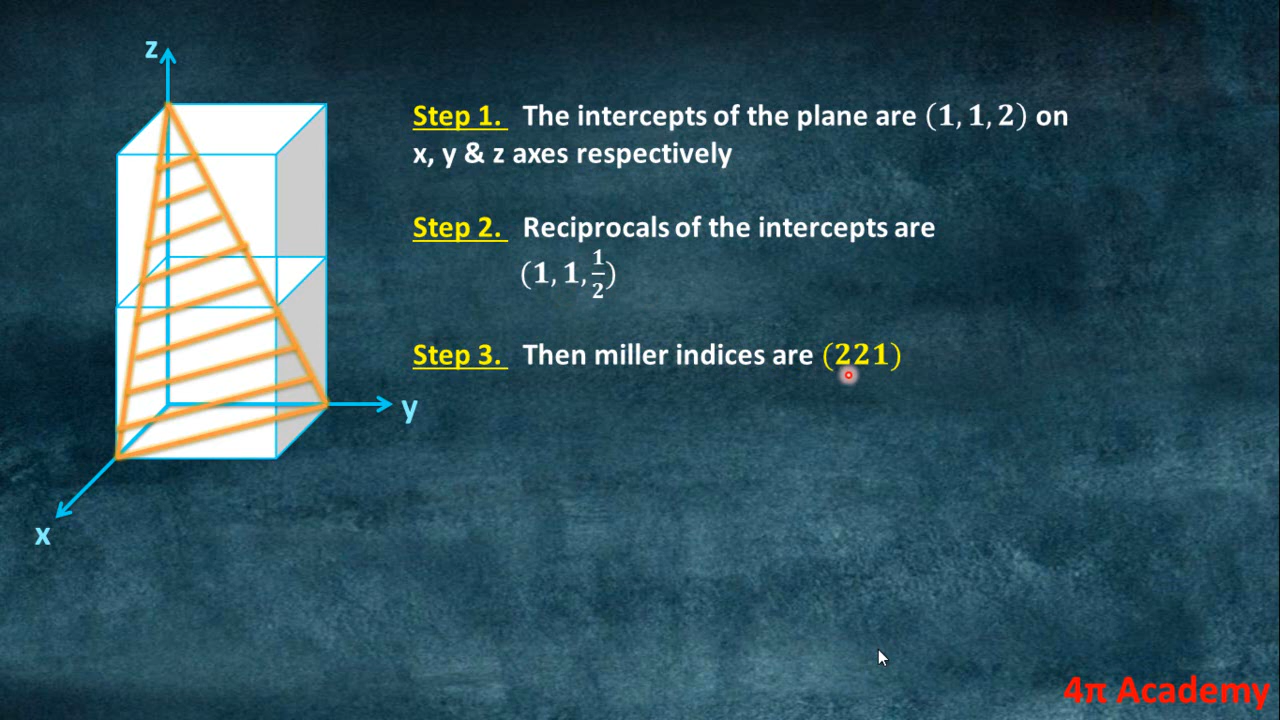 z
Step 1. The intercepts of the plane are (1, 1, 2) on
x, y & z axes respectively
Step 2. Reciprocals of the intercepts are
(1, 1, 1/2)
Step 3. Then miller indices are (221)
y
x
4π Academy